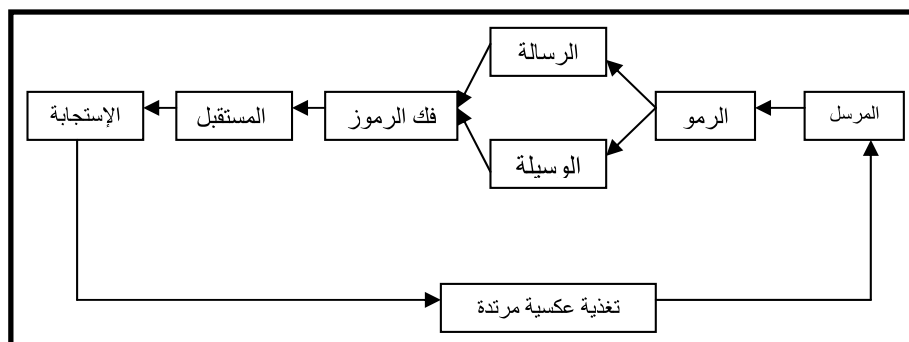 المرسل
الرمو
الرسالة
الوسيلة
فك الرموز
المستقبل
الإستجابة
تغذية عكسية مرتدة